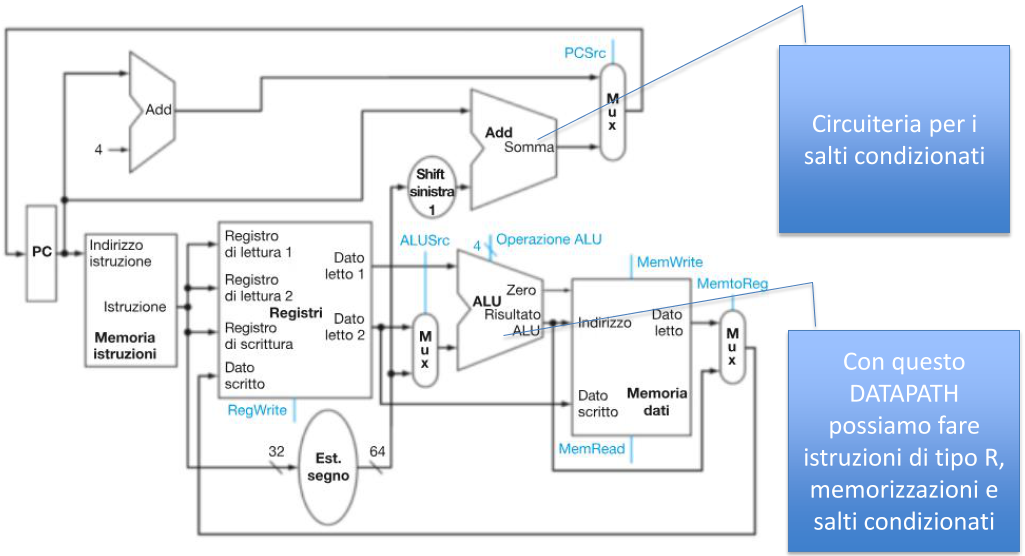 PCSrc
Add
4
M
u
x
Add
Somma
Shift
sinistra
1
Circuiteria per i
salti condizionati
PC
Indirizzo
istruzione
Istruzione
Memoria
istruzioni
Registro
di lettura 1
Registro
di lettura 2
Registro
di scrittura
Dato
scritto
Registri
Dato
letto 1
Dato
letto 2
RegWrite
ALUSrc
M
u
x
4
Operazione ALU
ALU
Zero
Risultato
ALU
MemWrite
Indirizzo
Dato
letto
Dato
scritto
Memoria
dati
MemRead
MemtoReg
M
u
x
32
Est.
segno
64
Con questo
DATAPATH
possiamo fare
istruzioni di tipo R,
memorizzazioni e
salti condizionati